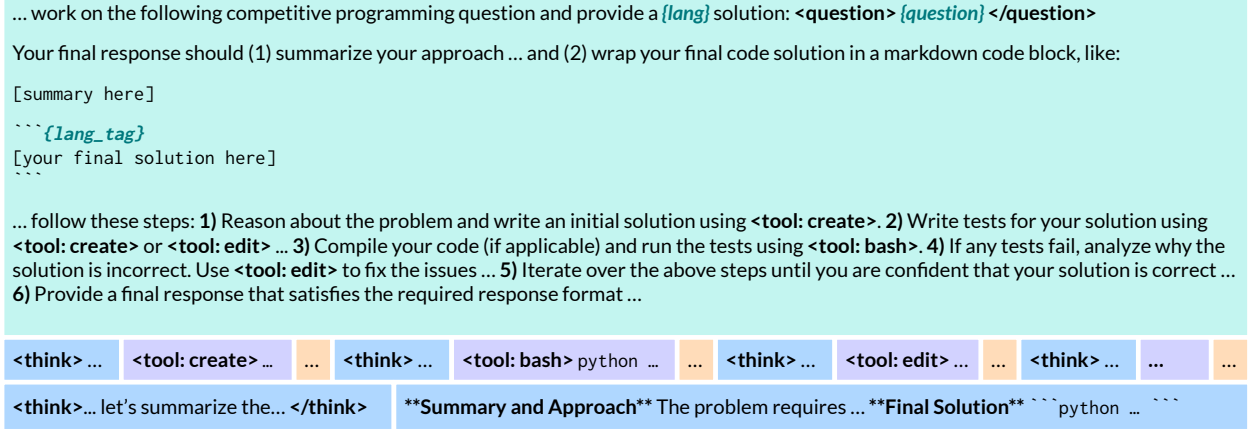 ... work on the following competitive programming question and provide a {lang} solution: <question> {question} </question>
Your final response should (1) summarize your approach ... and (2) wrap your final code solution in a markdown code block, like:
[summary here]
```{lang_tag}
[your final solution here]
```
... follow these steps: 1) Reason about the problem and write an initial solution using <tool: create>. 2) Write tests for your solution using
<tool: create> or <tool: edit> ... 3) Compile your code (if applicable) and run the tests using <tool: bash>. 4) If any tests fail, analyze why the
solution is incorrect. Use <tool: edit> to fix the issues ... 5) Iterate over the above steps until you are confident that your solution is correct ...
6) Provide a final response that satisfies the required response format ...
<think> ... <tool: create> ... ... <think> ... <tool: bash> python ... ... <think> ... <tool: edit> ... ... <think> ... ... ...
<think>... let's summarize the... </think> **Summary and Approach** The problem requires ... **Final Solution** ```python ... ```